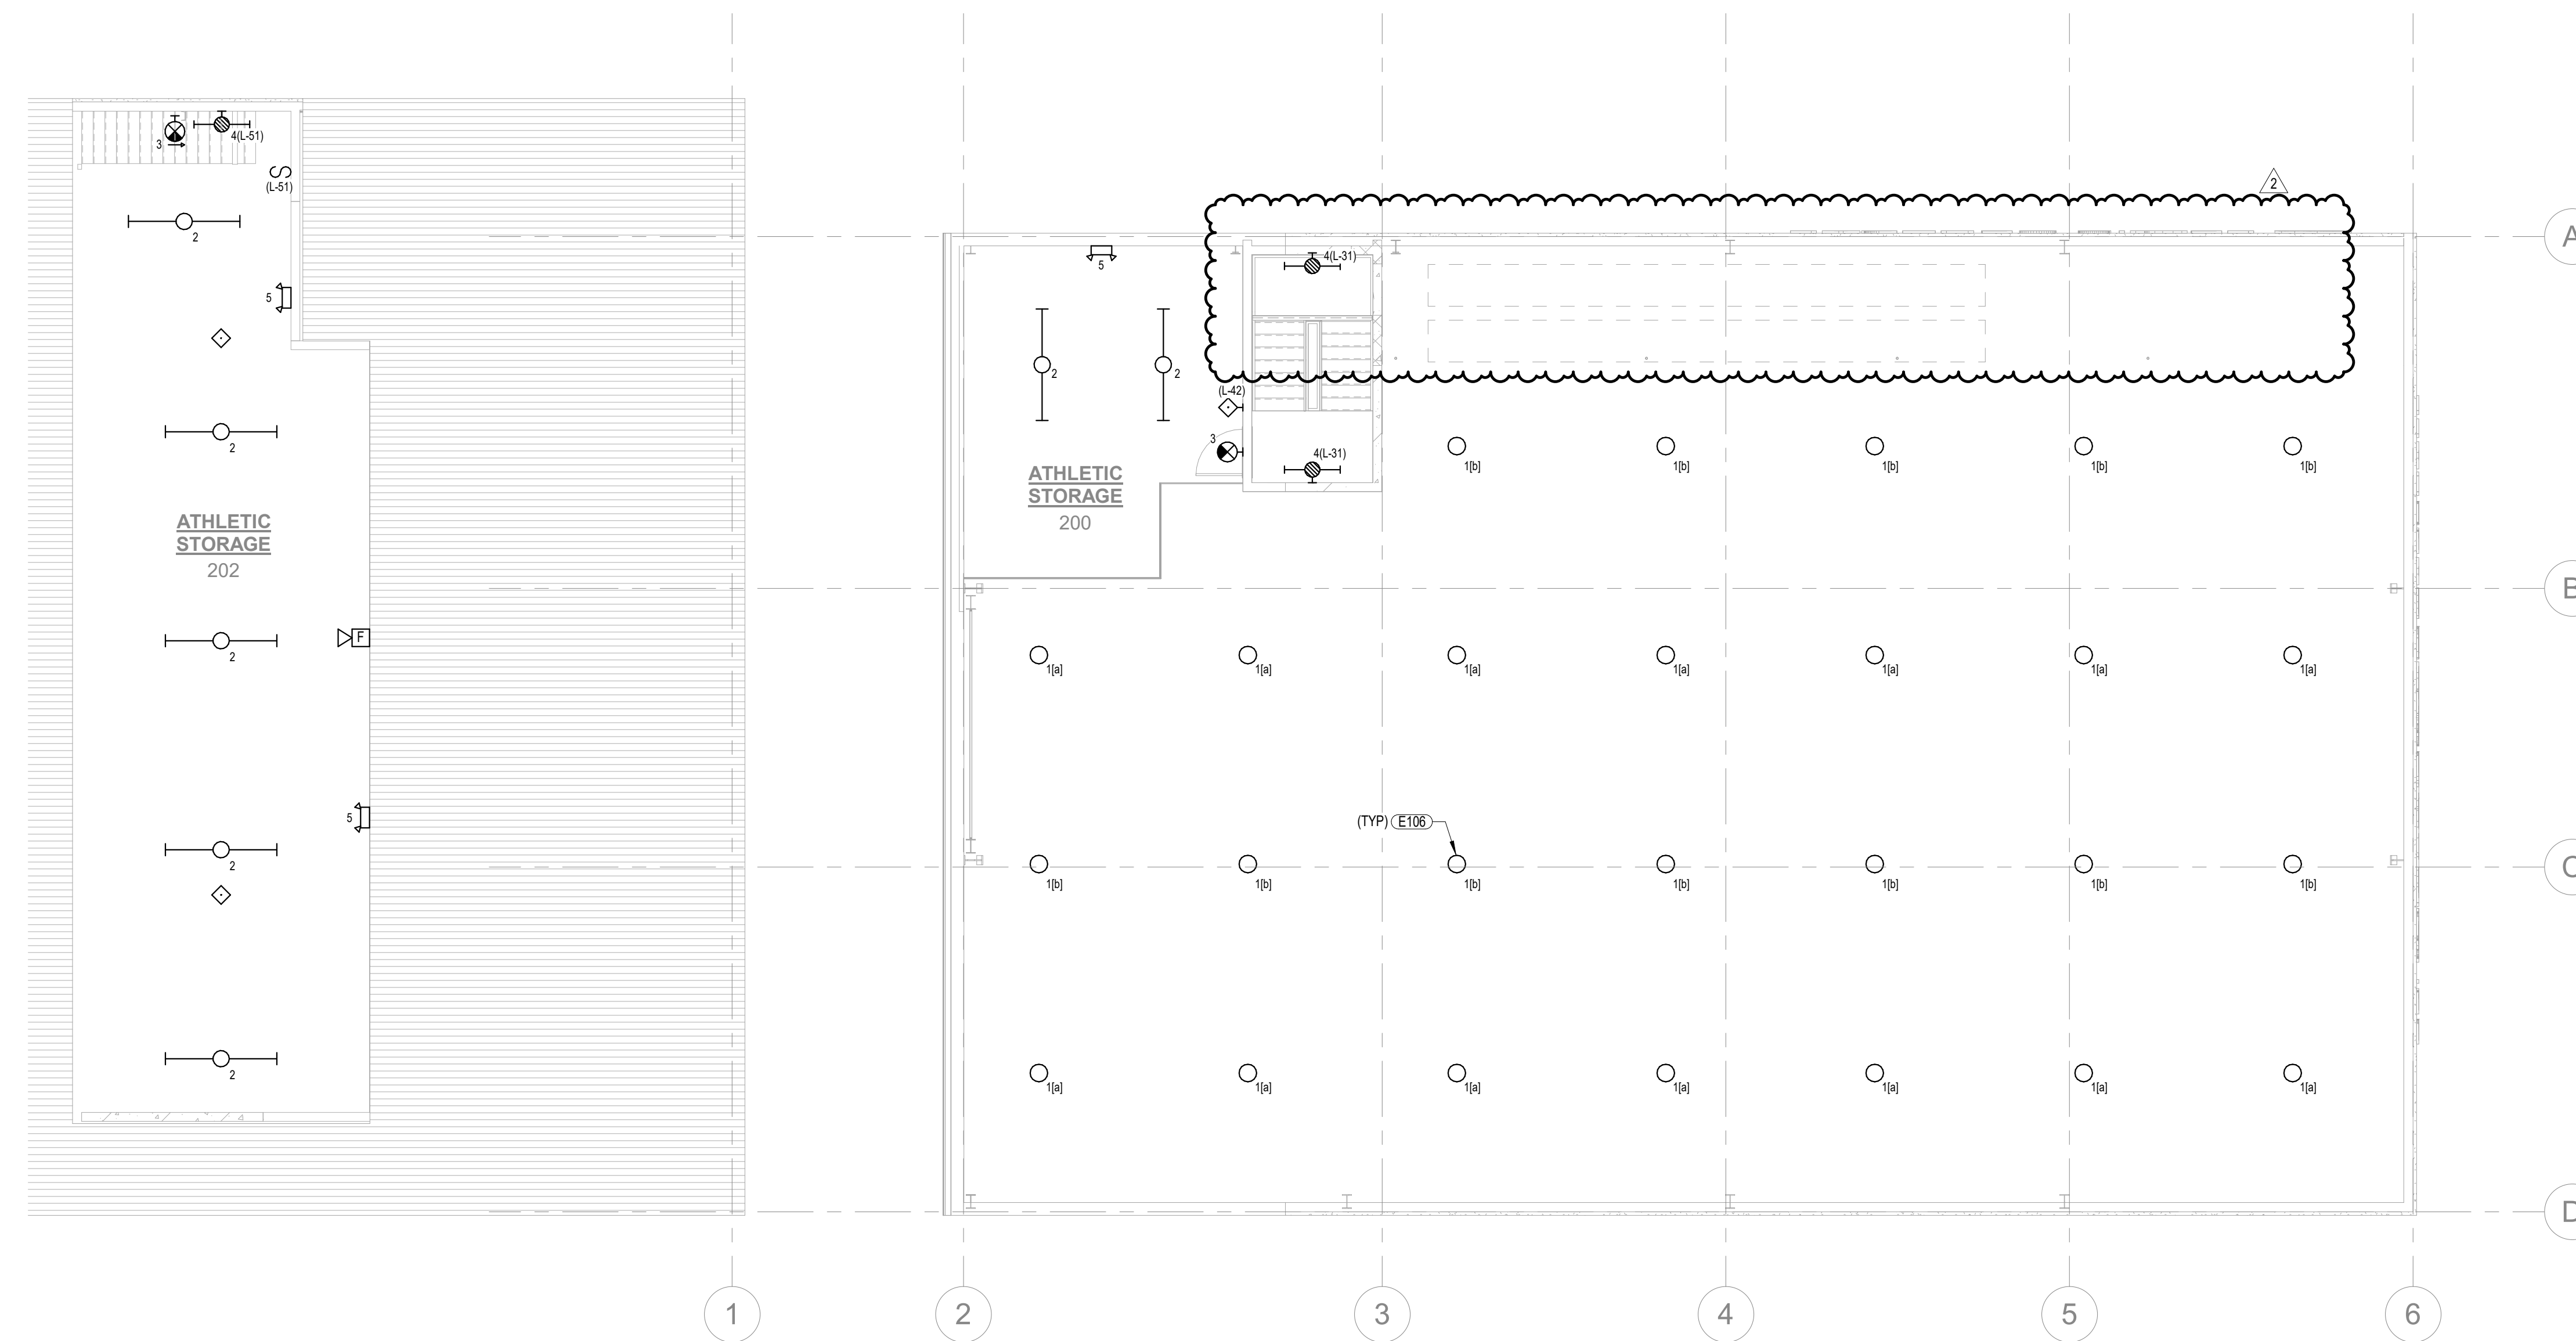 3
4(L-51)
S
(L-51)
2
5
2
ATHLETIC
STORAGE
202
2
F
5
2
2
2
A
5
4(L-31)
2
2
(L-42)
3
4(L-31)
ATHLETIC
STORAGE
200
1[b]
1[b]
1[b]
1[b]
1[b]
B
1[a]
1[a]
1[a]
1[a]
1[a]
1[a]
1[a]
(TYP) E106
1[b]
1[b]
1[b]
1[b]
1[b]
1[b]
1[b]
C
1[a]
1[a]
1[a]
1[a]
1[a]
1[a]
1[a]
D
1
2
3
4
5
6